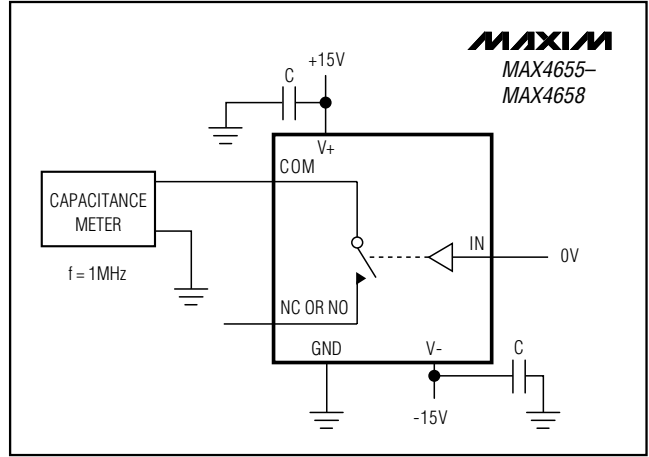 MAXIM
MAX4655–
MAX4658
+15V
C
V+
COM
CAPACITANCE
METER
IN
0V
f = 1MHz
NC OR NO
GND
V-
C
-15V